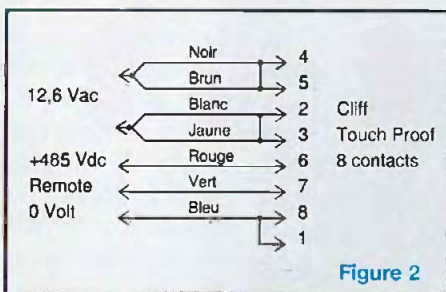 Noir 4
Brun 5
12,6 Vac
Blanc 2 Cliff
Jaune 3 Touch Proof
+485 Vdc Rouge 6 8 contacts
Remote Vert 7
0 Volt Bleu 8
1
Figure 2